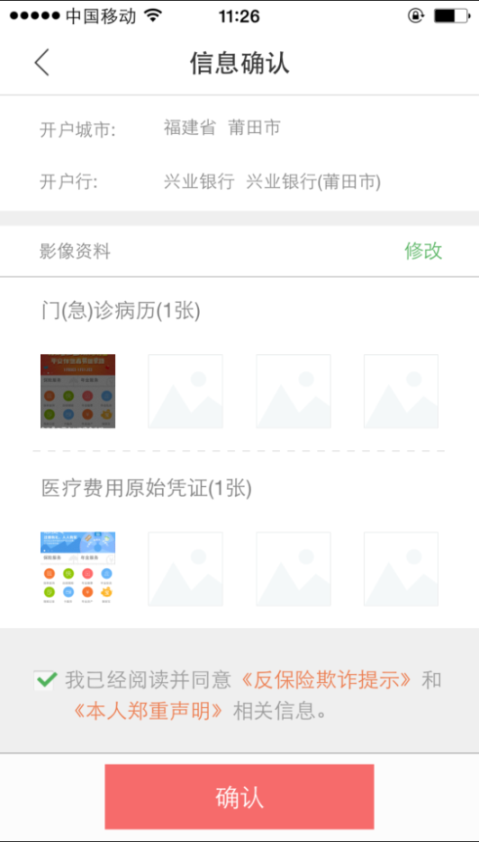 中国移动 11:26
信息确认
开户城市: 福建省 莆田市
开户行: 兴业银行 兴业银行(莆田市)
影像资料 修改
门(急)诊病历(1张)
医疗费用原始凭证(1张)
我已经阅读并同意《反保险欺诈提示》和
《本人郑重声明》相关信息。
确认